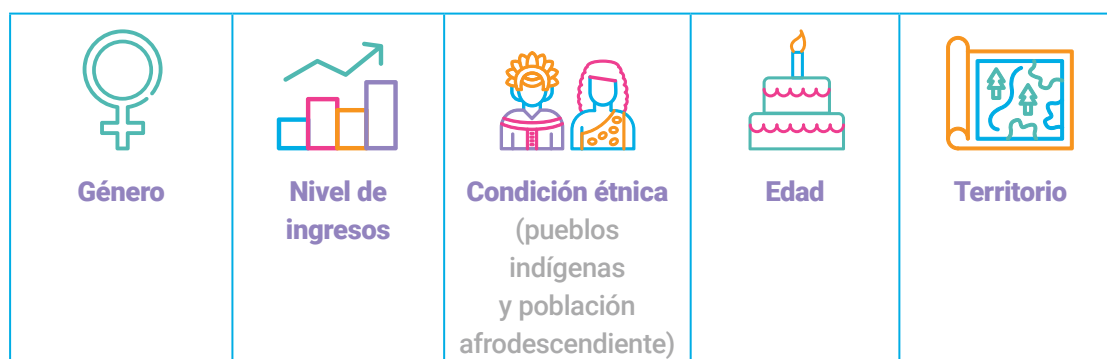 Género
Nivel de
ingresos
Condición étnica
(pueblos
indígenas
y población
afrodescendiente)
Edad
Territorio